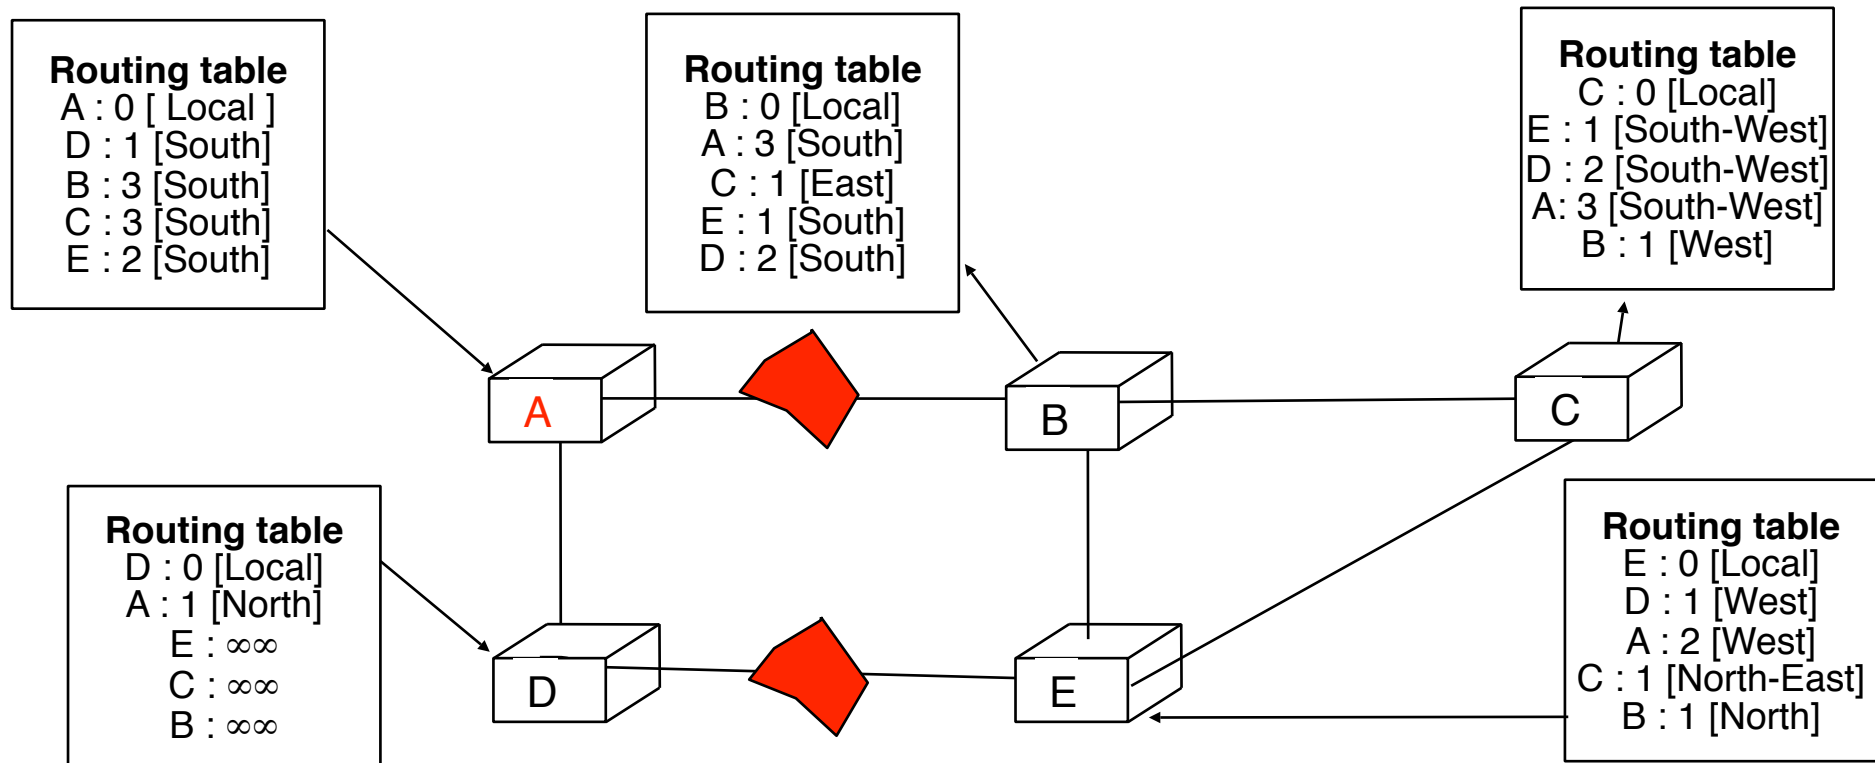 Routing table
A : 0 [ Local ]
D : 1 [South]
B : 3 [South]
C : 3 [South]
E : 2 [South]
Routing table
B : 0 [Local]
A : 3 [South]
C : 1 [East]
E : 1 [South]
D : 2 [South]
Routing table
C : 0 [Local]
E : 1 [South-West]
D : 2 [South-West]
A: 3 [South-West]
B : 1 [West]
A
B
C
Routing table
D : 0 [Local]
A : 1 [North]
E : ∞∞
C : ∞∞
B : ∞∞
D
E
Routing table
E : 0 [Local]
D : 1 [West]
A : 2 [West]
C : 1 [North-East]
B : 1 [North]